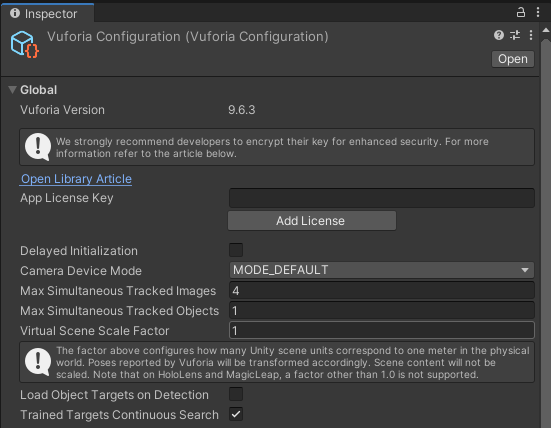 Inspector
Vuforia Configuration (Vuforia Configuration)
Open
Global
Vuforia Version 9.6.3
We strongly recommend developers to encrypt their key for enhanced security. For more
information refer to the article below.
Open Library Article
App License Key
Add License
Delayed Initialization
Camera Device Mode MODE_DEFAULT
Max Simultaneous Tracked Images 4
Max Simultaneous Tracked Objects 1
Virtual Scene Scale Factor 1
The factor above configures how many Unity scene units correspond to one meter in the physical
world. Poses reported by Vuforia will be transformed accordingly. Scene content will not be
scaled. Note that on HoloLens and MagicLeap, a factor other than 1.0 is not supported.
Load Object Targets on Detection
Trained Targets Continuous Search